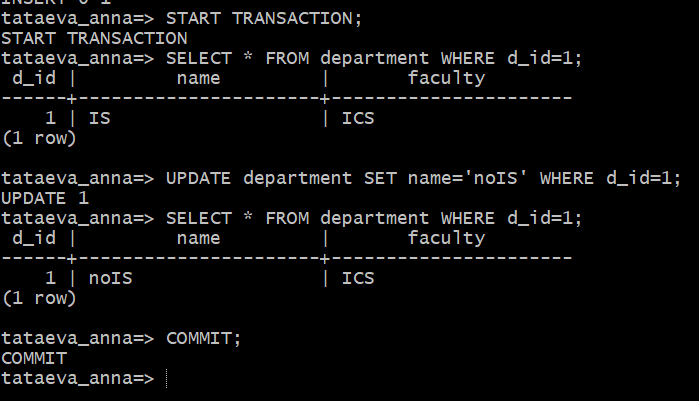 INSERT 0 1
tataeva_anna=> START TRANSACTION;
START TRANSACTION
tataeva_anna=> SELECT * FROM department WHERE d_id=1;
 d_id |         name         |       faculty
------+----------------------+----------------------
    1 | IS                   | ICS
(1 row)
tataeva_anna=> UPDATE department SET name='noIS' WHERE d_id=1;
UPDATE 1
tataeva_anna=> SELECT * FROM department WHERE d_id=1;
 d_id |         name         |       faculty
------+----------------------+----------------------
    1 | noIS                 | ICS
(1 row)
tataeva_anna=> COMMIT;
COMMIT
tataeva_anna=>